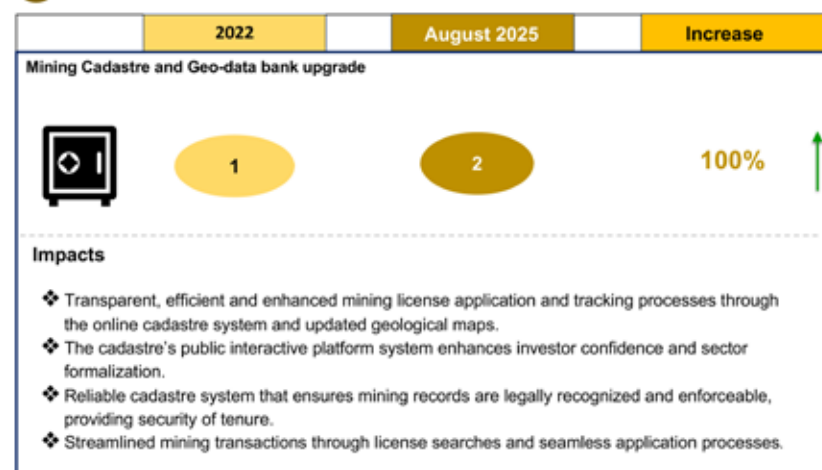 2022 August 2025 Increase
Mining Cadastre and Geo-data bank upgrade
1 2 100%
Impacts
❖ Transparent, efficient and enhanced mining license application and tracking processes through
the online cadastre system and updated geological maps.
❖ The cadastre's public interactive platform system enhances investor confidence and sector
formalization.
❖ Reliable cadastre system that ensures mining records are legally recognized and enforceable,
providing security of tenure.
❖ Streamlined mining transactions through license searches and seamless application processes.